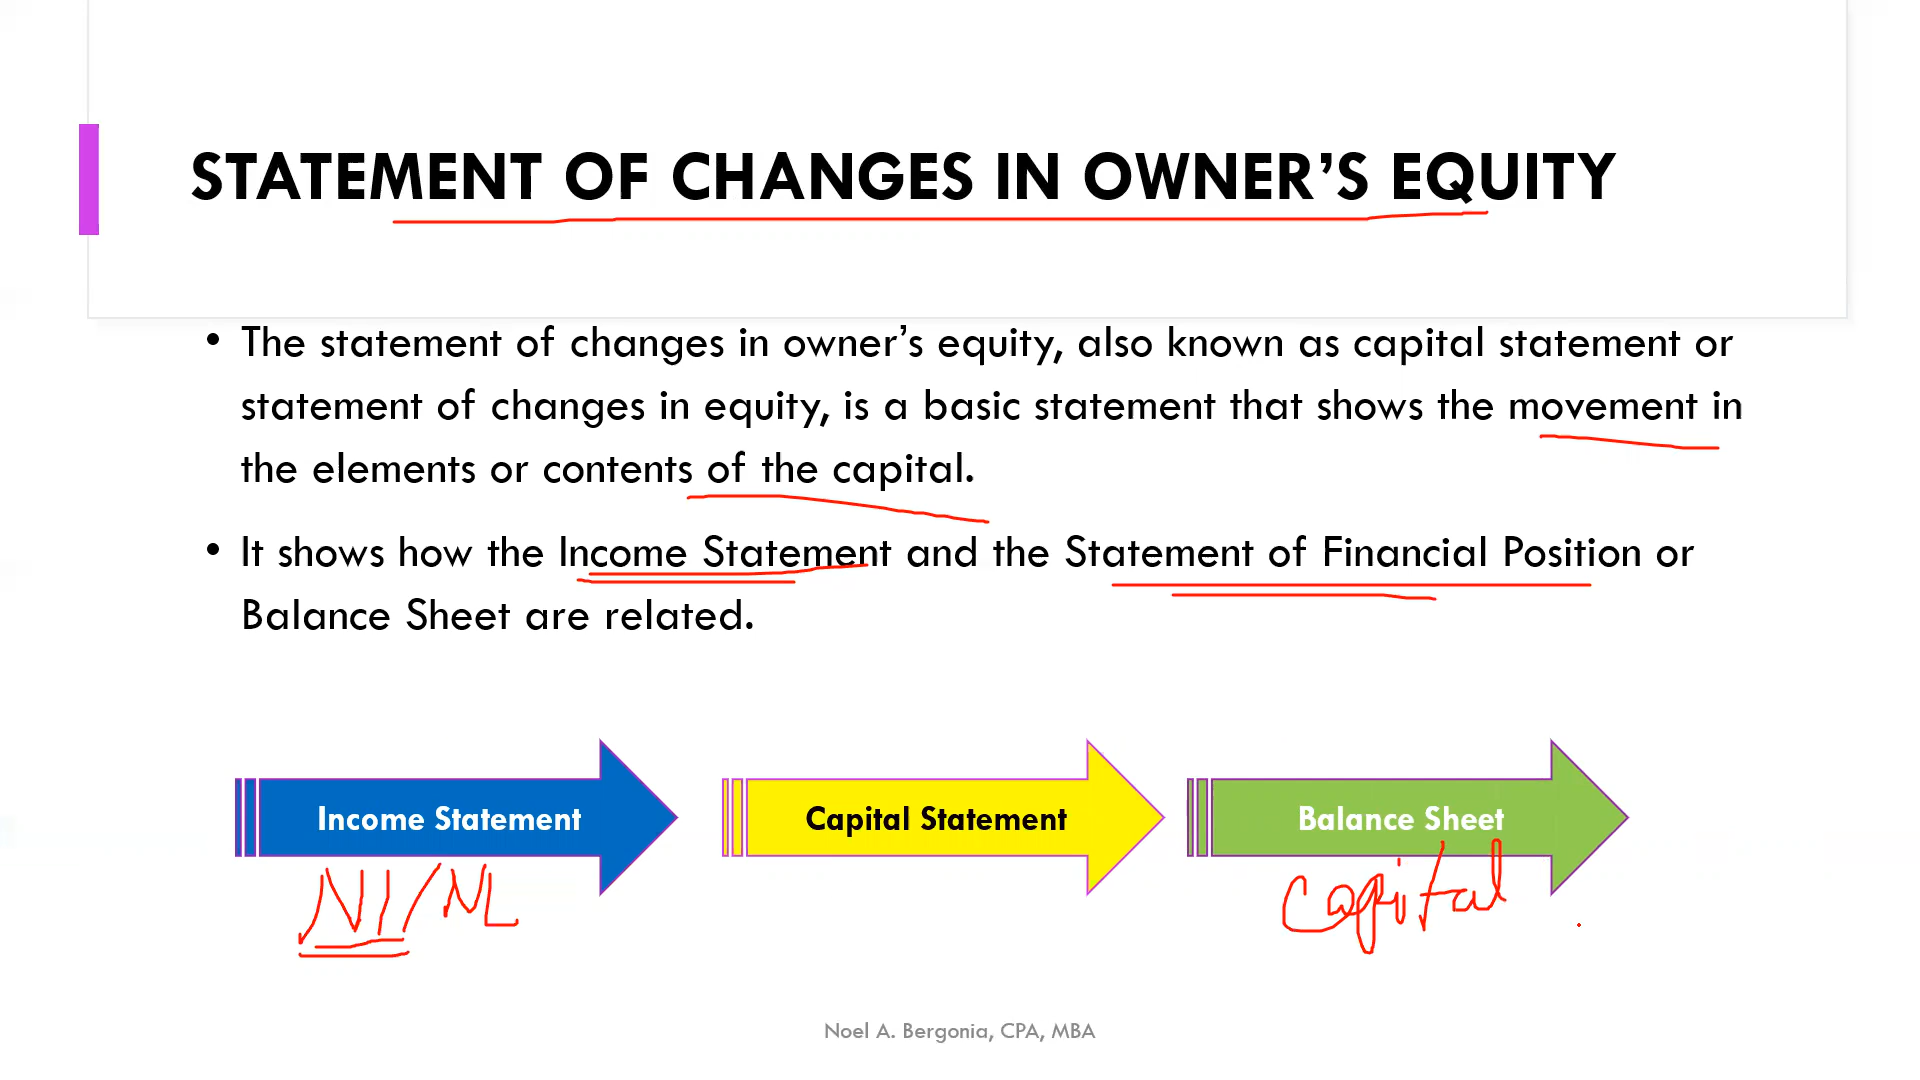 STATEMENT OF CHANGES IN OWNER’S EQUITY
• The statement of changes in owner’s equity, also known as capital statement or
statement of changes in equity, is a basic statement that shows the movement in
the elements or contents of the capital.
• It shows how the Income Statement and the Statement of Financial Position or
Balance Sheet are related.
Income Statement Capital Statement Balance Sheet
NI/NL Capital
Noel A. Bergonia, CPA, MBA